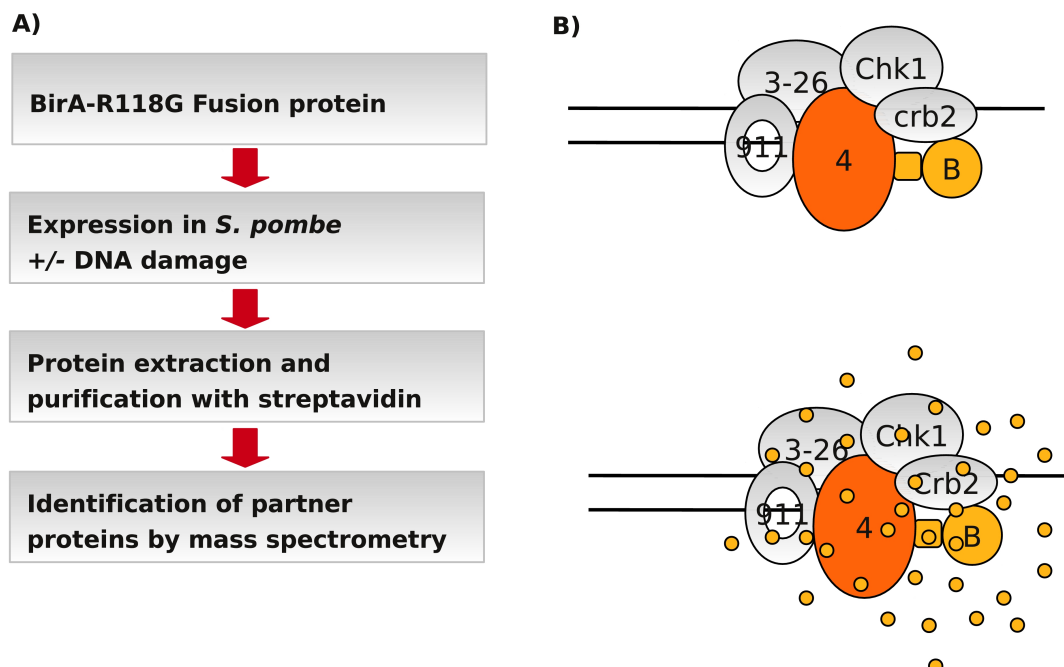 A)
BirA-R118G Fusion protein
Expression in S. pombe
+/- DNA damage
Protein extraction and
purification with streptavidin
Identification of partner
proteins by mass spectrometry
B)
3-26
Chk1
crb2
911
4
B
3-26
Chk1
Crb2
911
4
B